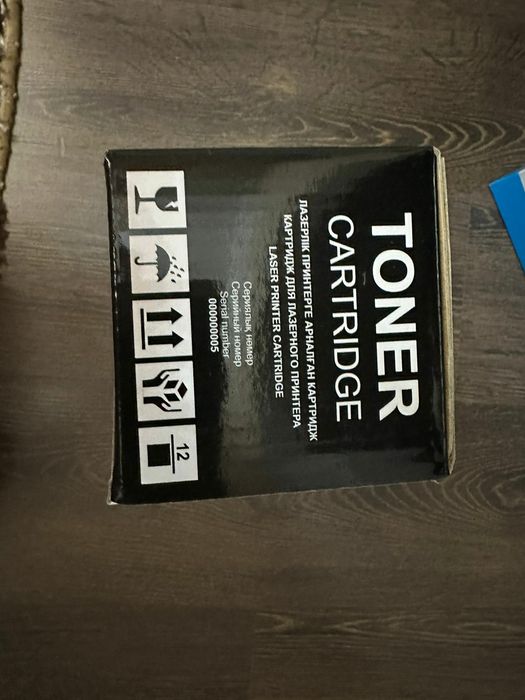 TONER
CARTRIDGE
ЛАЗЕРЛІК ПРИНТЕРГЕ АРНАЛҒАН КАРТРИДЖ
КАРТРИДЖ ДЛЯ ЛАЗЕРНОГО ПРИНТЕРА
LASER PRINTER CARTRIDGE
Сериялық немер
Серийный номер
Serial number
000000005
12